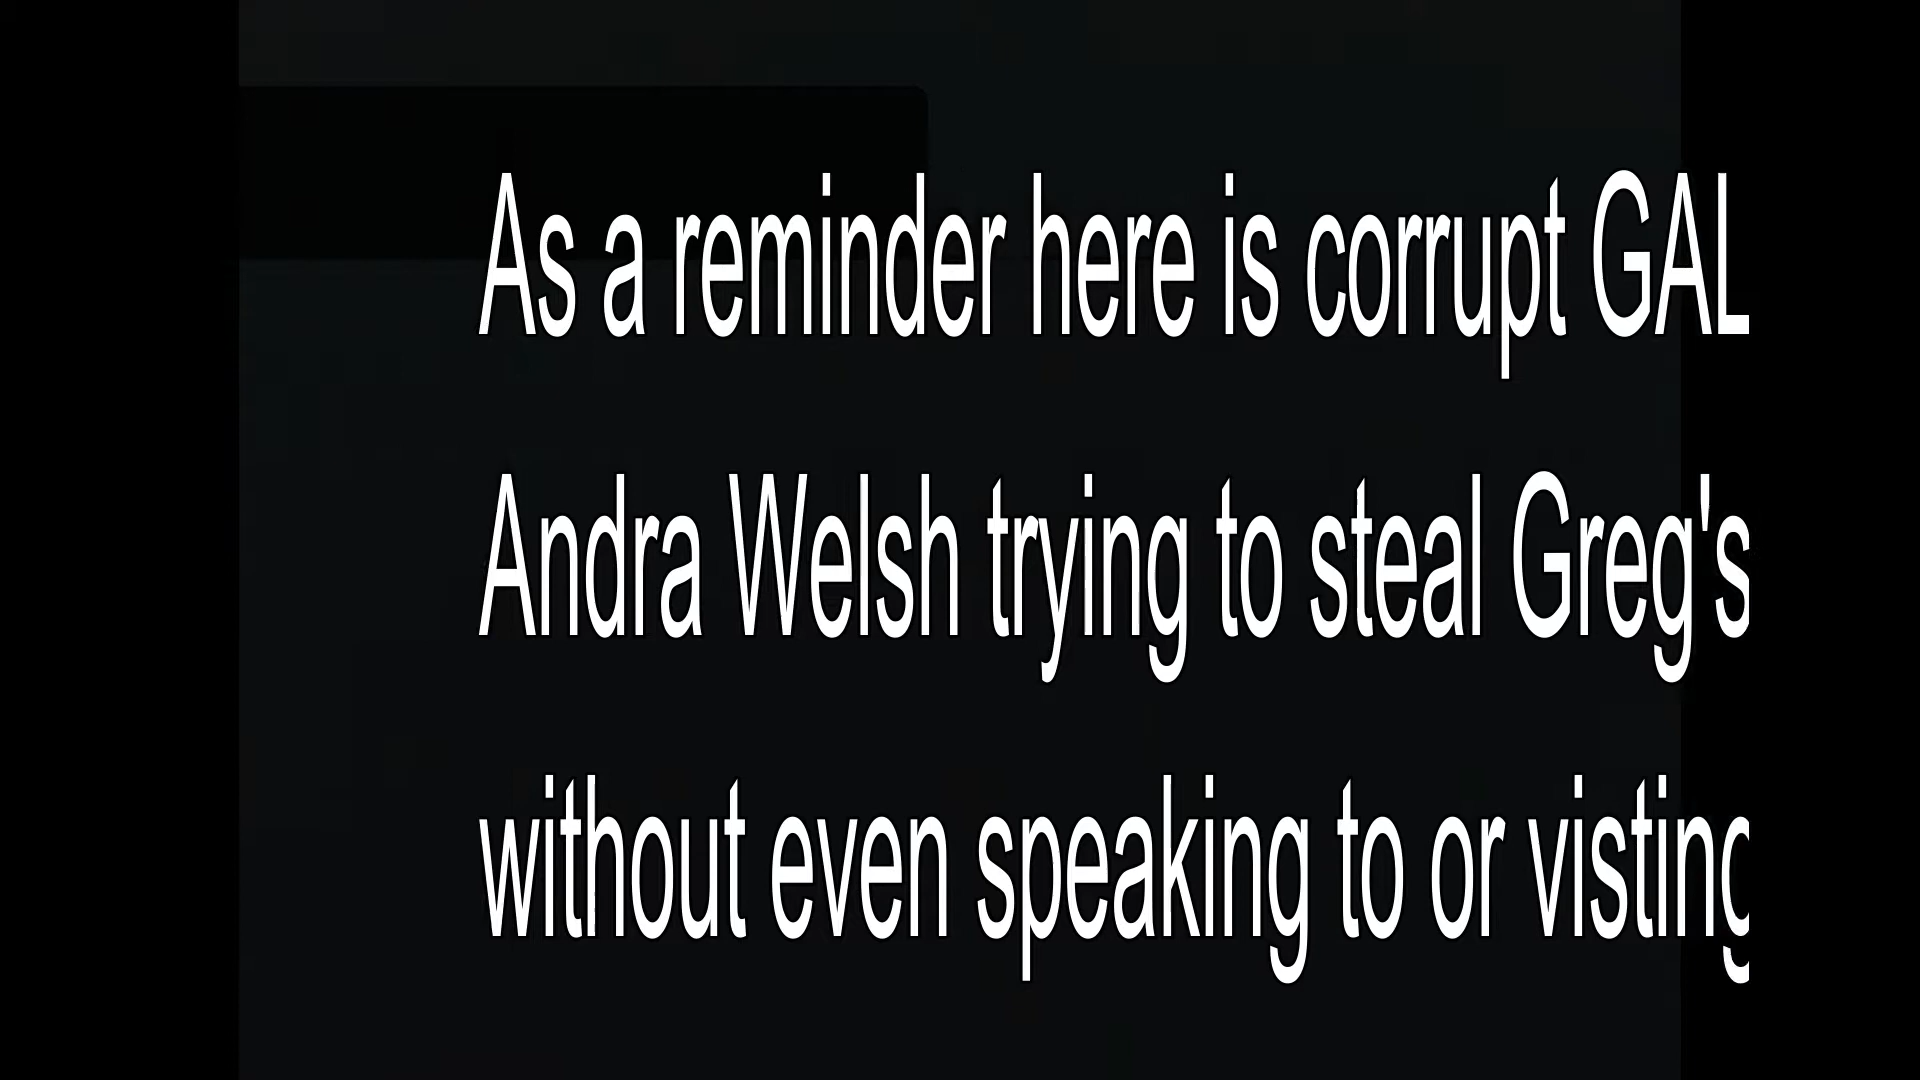 As a reminder here is corrupt GAL
Andra Welsh trying to steal Greg's
without even speaking to or visting